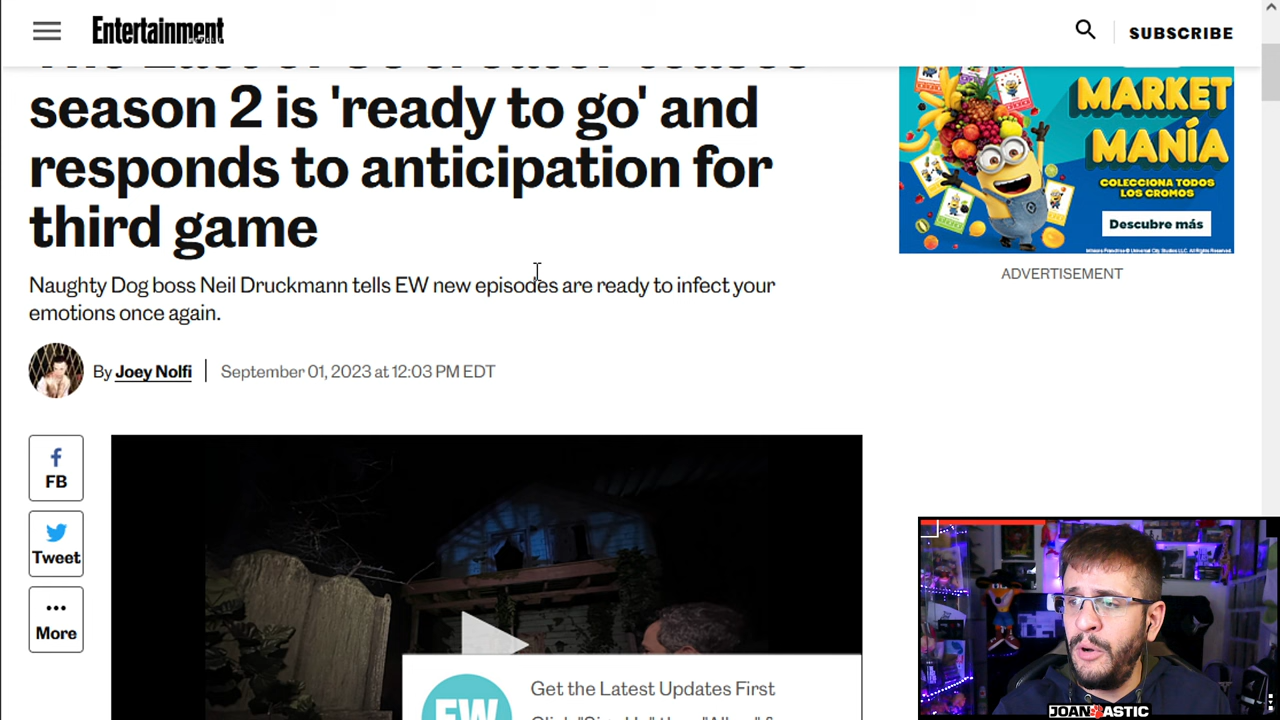 Entertainment
SUBSCRIBE
season 2 is 'ready to go' and
responds to anticipation for
third game
Naughty Dog boss Neil Druckmann tells EW new episodes are ready to infect your
emotions once again.
By Joey Nolfi
September 01, 2023 at 12:03 PM EDT
FB
Tweet
More
MARKET
MANÍA
COLECCIONA TODOS
LOS CROMOS
Descubre más
ADVERTISEMENT
Get the Latest Updates First
EW
JOAN
ASTIC